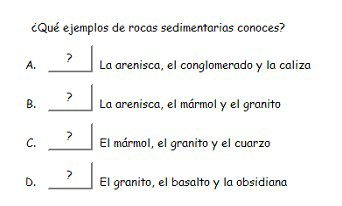 ¿Qué ejemplos de rocas sedimentarias conoces?
A. ? La arenisca, el conglomerado y la caliza
B. ? La arenisca, el mármol y el granito
C. ? El mármol, el granito y el cuarzo
D. ? El granito, el basalto y la obsidiana